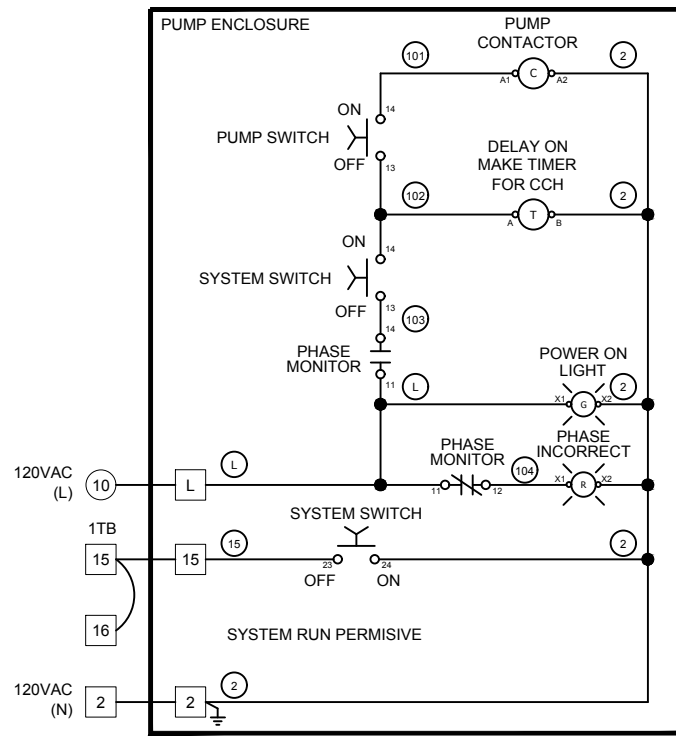 PUMP ENCLOSURE
PUMP
CONTACTOR
101
2
A1
C
A2
ON
14
PUMP SWITCH
OFF
13
DELAY ON
MAKE TIMER
FOR CCH
102
2
A
T
B
ON
14
SYSTEM SWITCH
OFF
13
103
14
PHASE
MONITOR
11
L
POWER ON
LIGHT
2
X1
G
X2
120VAC
(L)
10
L
L
PHASE
MONITOR
11
12
104
PHASE
INCORRECT
X1
R
X2
1TB
15
15
15
SYSTEM SWITCH
23
24
OFF
ON
2
16
SYSTEM RUN PERMISIVE
120VAC
(N)
2
2
2